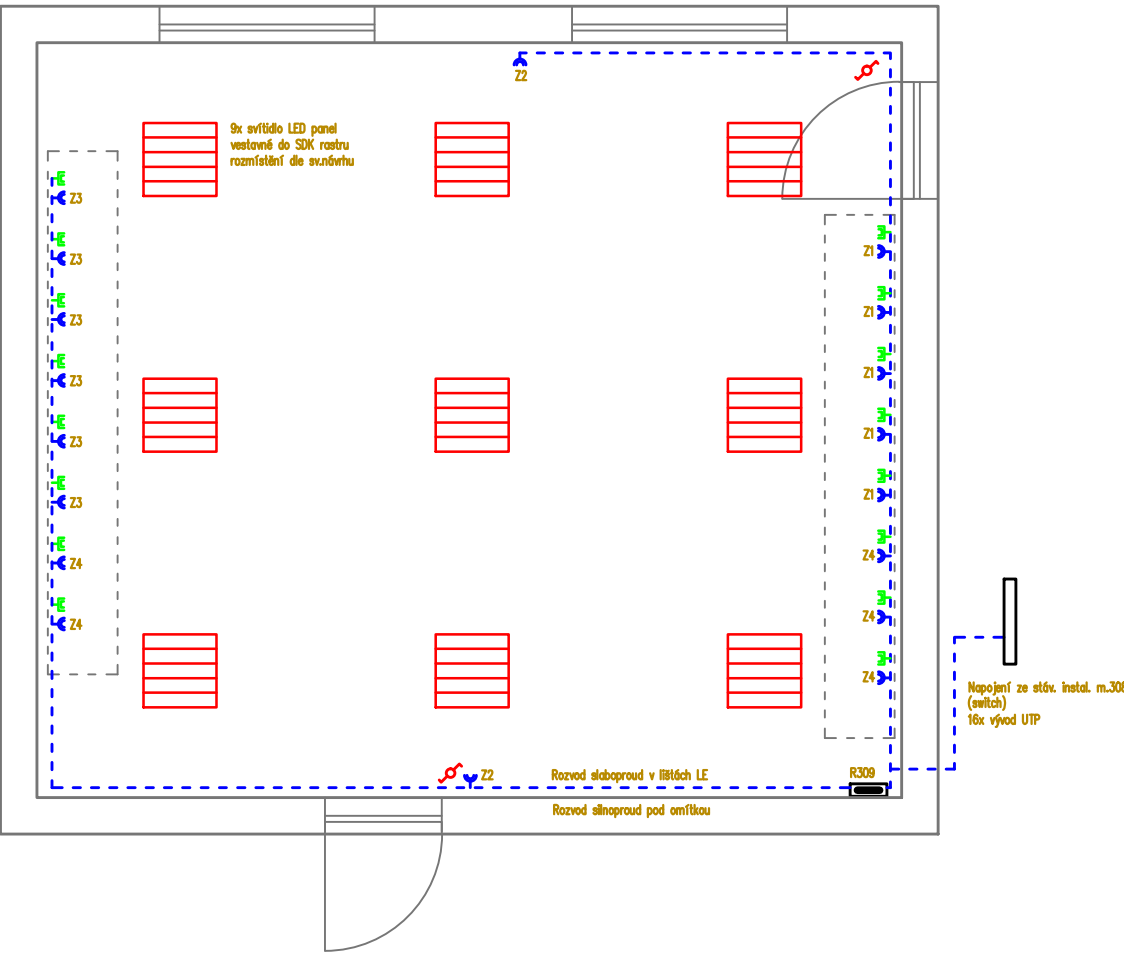 Z2
9x svítidlo LED panel
vestavné do SDK rastru
rozmístění dle sv.návrhu
Z3
Z3
Z3
Z3
Z3
Z3
Z4
Z4
Z1
Z1
Z1
Z1
Z1
Z4
Z4
Z4
Napojení ze stáv. instal. m.308
(switch)
16x vývod UTP
Z2
Rozvod slaboproud v lištách LE
R309
Rozvod silnoproud pod omítkou